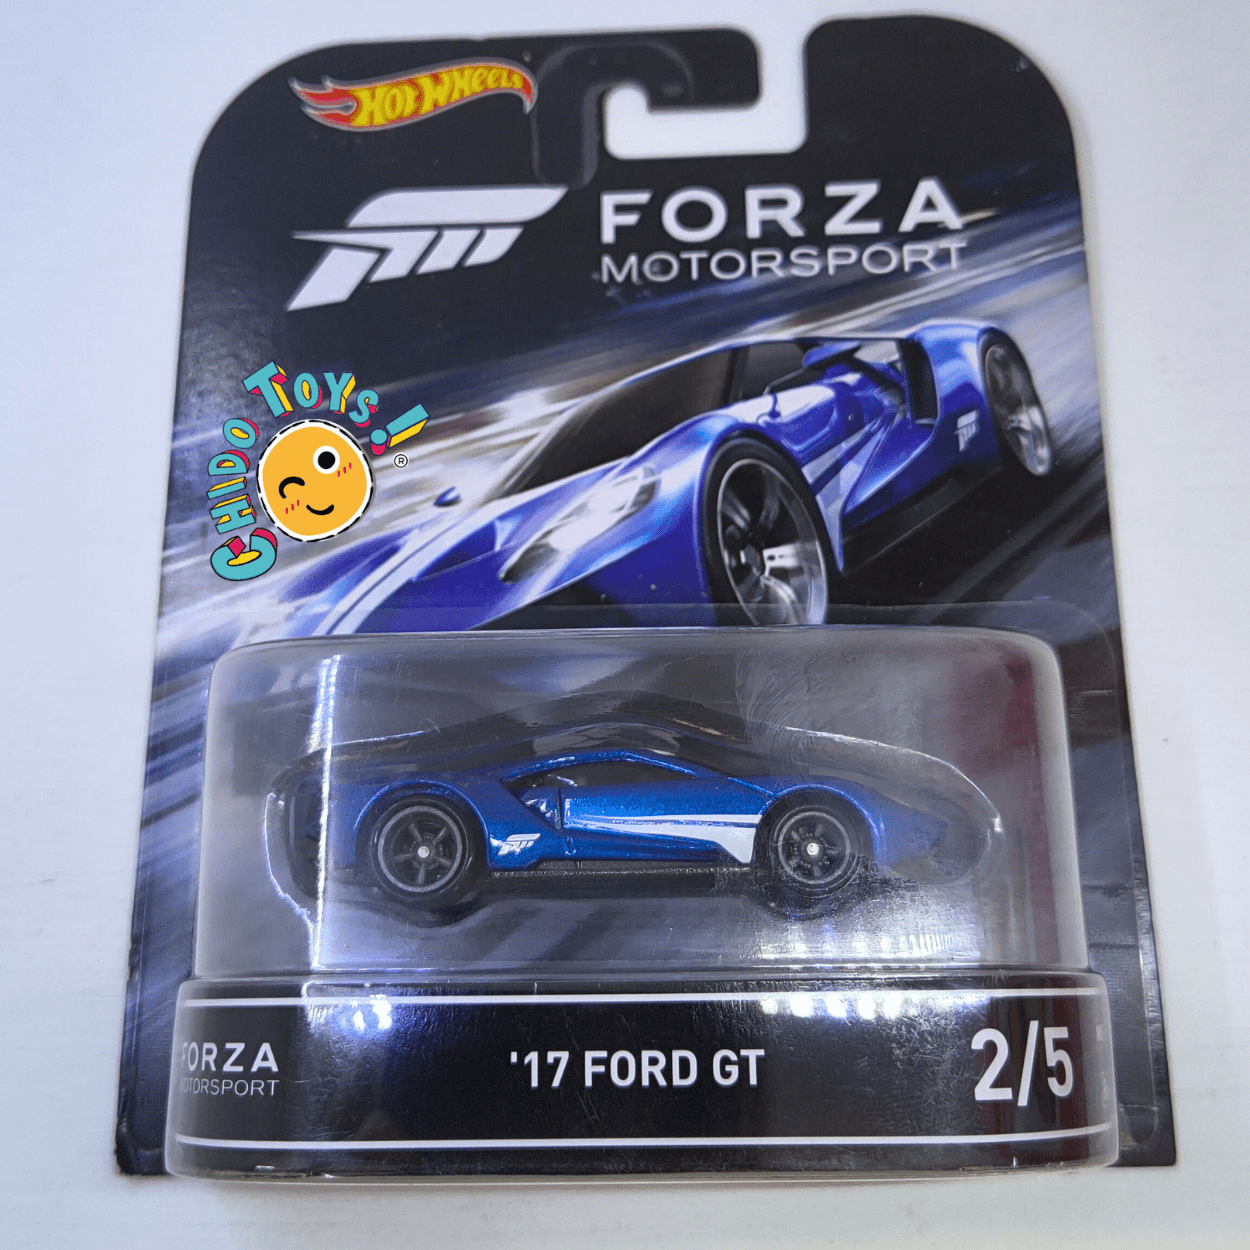 HOT WHEELS
FORZA
MOTORSPORT
CHIDO TOYS!
®
FORZA
MOTORSPORT
'17 FORD GT
2/5